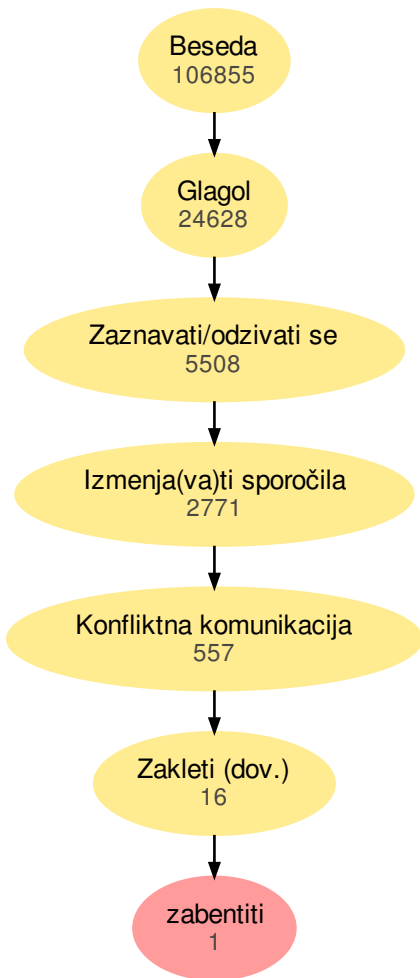 Beseda
106855
Glagol
24628
Zaznavati/odzivati se
5508
Izmenja(va)ti sporočila
2771
Konfliktna komunikacija
557
Zakleti (dov.)
16
zabentiti
1